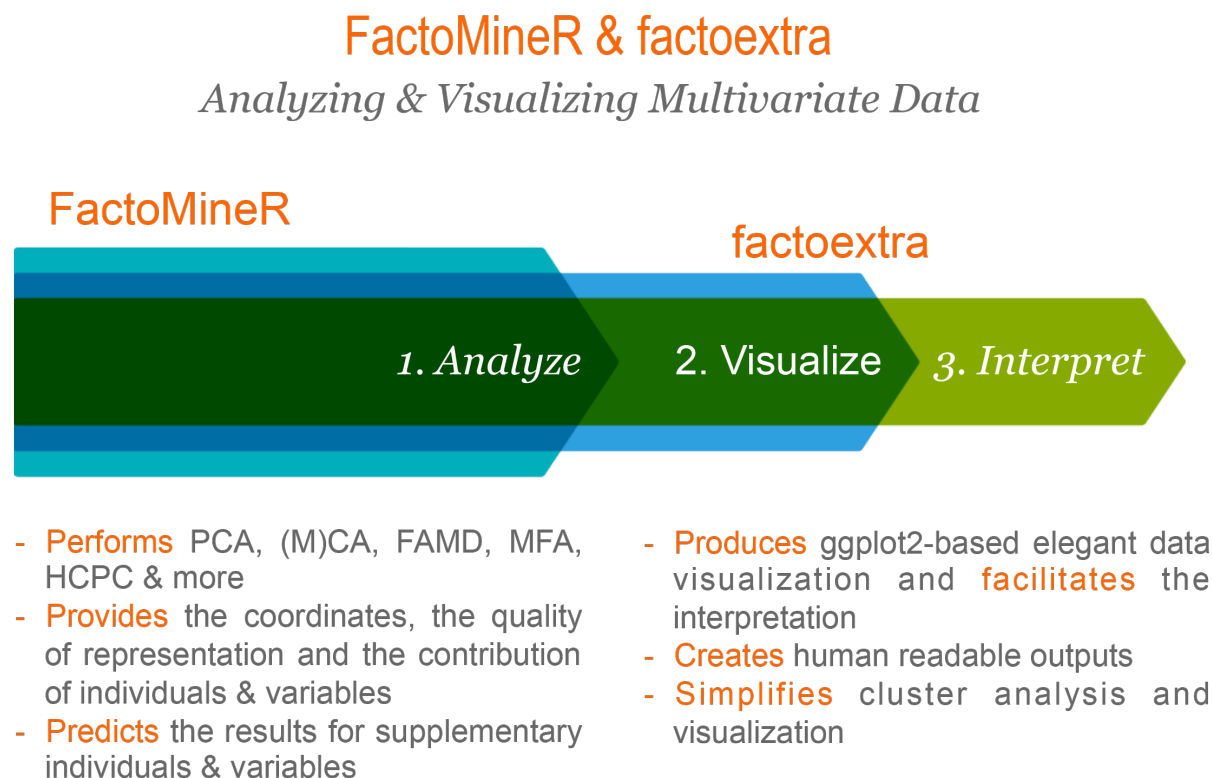 FactoMineR & factoextra
Analyzing & Visualizing Multivariate Data
FactoMineR
factoextra
1. Analyze
2. Visualize
3. Interpret
- Performs PCA, (M)CA, FAMD, MFA,
HCPC & more
- Provides the coordinates, the quality
of representation and the contribution
of individuals & variables
- Predicts the results for supplementary
individuals & variables
- Produces ggplot2-based elegant data
visualization and facilitates the
interpretation
- Creates human readable outputs
- Simplifies cluster analysis and
visualization